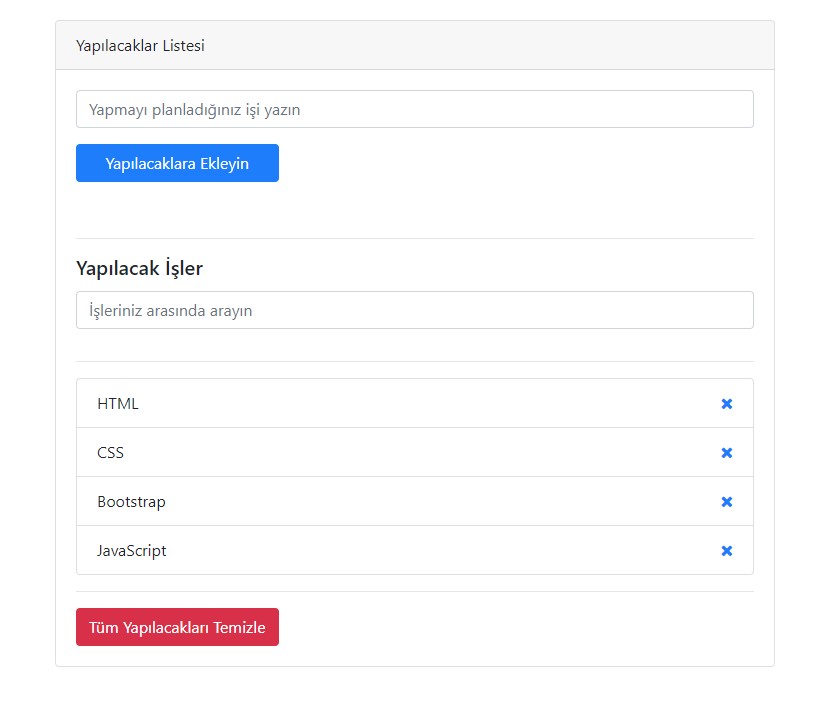 Yapılacaklar Listesi
Yapmayı planladığınız işi yazın
Yapılacaklara Ekleyin
Yapılacak İşler
İşleriniz arasında arayın
HTML
CSS
Bootstrap
JavaScript
Tüm Yapılacakları Temizle